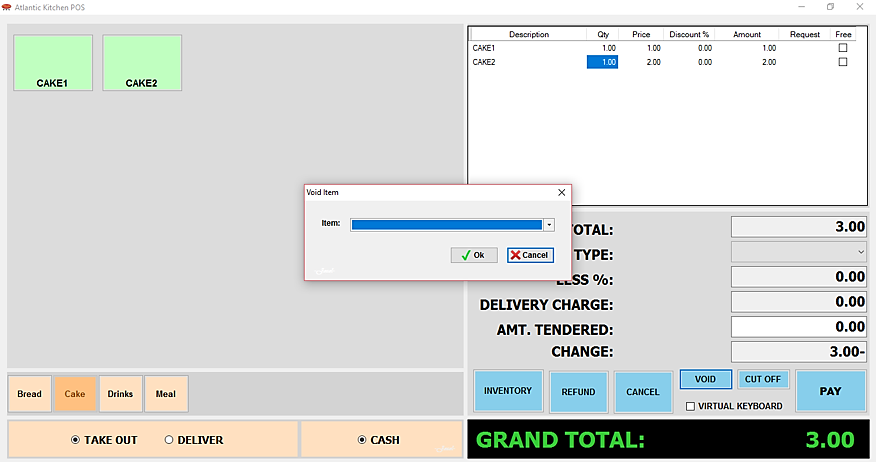 Atlantic Kitchen POS
CAKE1
CAKE2
Description Qty Price Discount % Amount Request Free
CAKE1 1.00 1.00 0.00 1.00
CAKE2 1.00 2.00 0.00 2.00
Void Item
Item:
Ok
Cancel
OTAL: 3.00
TYPE:
LESS %: 0.00
DELIVERY CHARGE: 0.00
AMT. TENDERED: 0.00
CHANGE: 3.00-
Bread Cake Drinks Meal
INVENTORY REFUND CANCEL VOID CUT OFF PAY
VIRTUAL KEYBOARD
TAKE OUT DELIVER CASH
GRAND TOTAL: 3.00